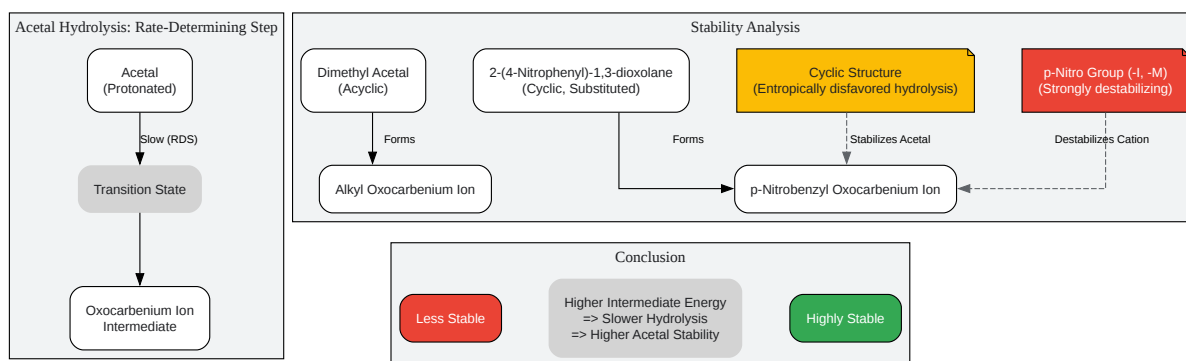 Acetal Hydrolysis: Rate-Determining Step
Acetal
(Protonated)
Slow (RDS)
Transition State
Oxocarbenium Ion
Intermediate
Stability Analysis
Dimethyl Acetal
(Acyclic)
2-(4-Nitrophenyl)-1,3-dioxolane
(Cyclic, Substituted)
Cyclic Structure
(Entropically disfavored hydrolysis)
p-Nitro Group (-I, -M)
(Strongly destabilizing)
Forms
Forms
Stabilizes Acetal
Destabilizes Cation
Alkyl Oxocarbenium Ion
p-Nitrobenzyl Oxocarbenium Ion
Conclusion
Less Stable
Higher Intermediate Energy
=> Slower Hydrolysis
=> Higher Acetal Stability
Highly Stable